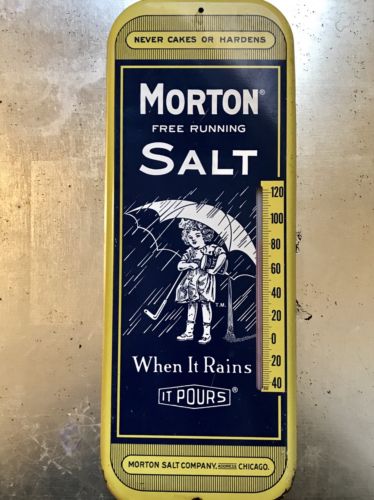 NEVER CAKES OR HARDENS
MORTON®
FREE RUNNING
SALT
120
100
80
60
40
20
0
20
40
T.M.
When It Rains
IT POURS®
MORTON SALT COMPANY, ADDRESS CHICAGO.